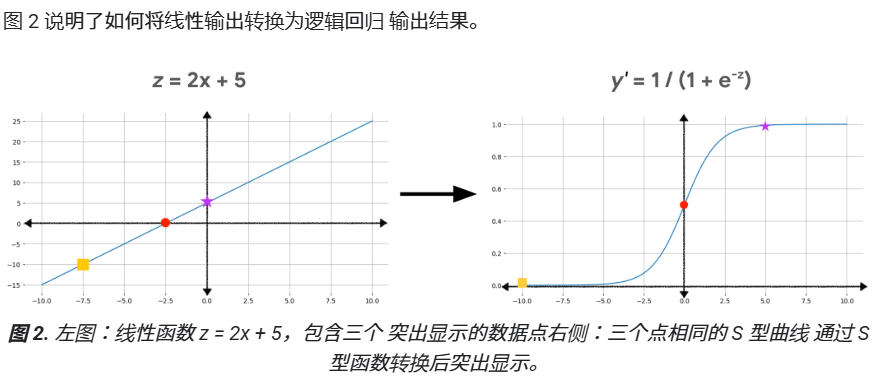 图 2 说明了如何将线性输出转换为逻辑回归 输出结果。
z = 2x + 5
y' = 1 / (1 + e⁻ᶻ)
25
20
15
10
5
0
−5
−10
−15
−10.0 −7.5 −5.0 −2.5 0.0 2.5 5.0 7.5 10.0
1.0
0.8
0.6
0.4
0.2
0.0
−10.0 −7.5 −5.0 −2.5 0.0 2.5 5.0 7.5 10.0
图 2. 左图：线性函数 z = 2x + 5，包含三个 突出显示的数据点右侧：三个点相同的 S 型曲线 通过 S
型函数转换后突出显示。